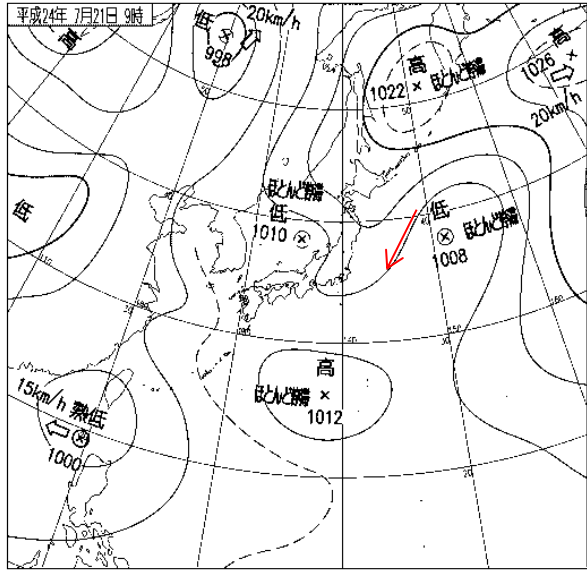 平成24年 7月21日 9時
低
20km/h
998
高
高
1022
ほとんど停滞
高
1026
20km/h
低
ほとんど停滞
低
1010
低
ほとんど停滞
1008
高
ほとんど停滞
1012
15km/h 熱低
1000